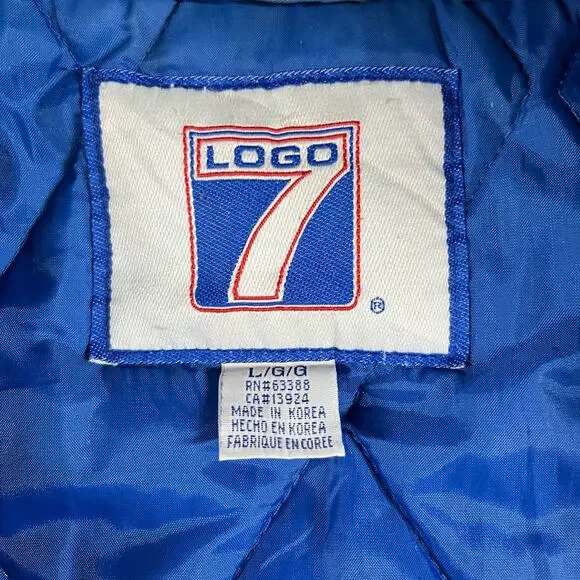 LOGO
7
®
L/G/G
RN#63388
CA#13924
MADE IN KOREA
HECHO EN KOREA
FABRIQUE EN COREE